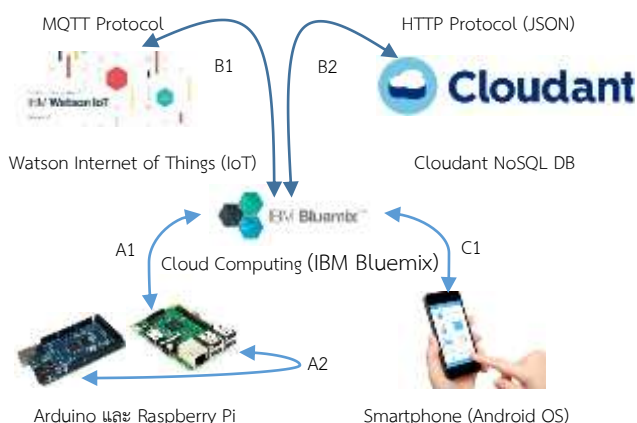 MQTT Protocol
HTTP Protocol (JSON)
B1
B2
IBM Watson IoT
Cloudant
Watson Internet of Things (IoT)
Cloudant NoSQL DB
IBM Bluemix™
A1
C1
Cloud Computing (IBM Bluemix)
A2
Arduino และ Raspberry Pi
Smartphone (Android OS)